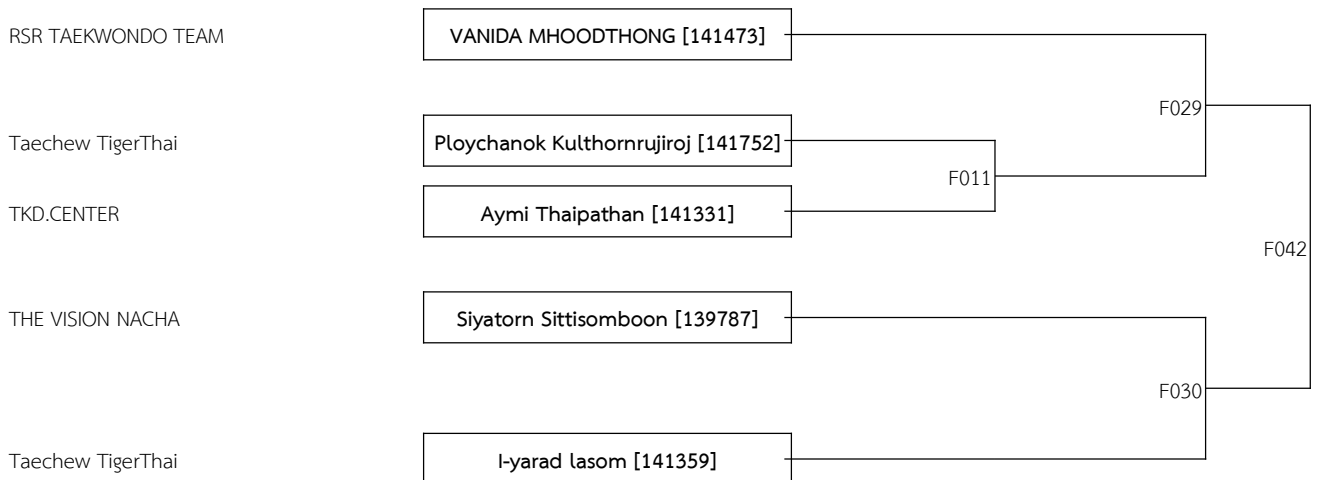 RSR TAEKWONDO TEAM VANIDA MHOODTHONG [141473]
F029
Taechew TigerThai Ploychanok Kulthornrujiroj [141752]
F011
TKD.CENTER Aymi Thaipathan [141331]
F042
THE VISION NACHA Siyatorn Sittisomboon [139787]
F030
Taechew TigerThai I-yarad lasom [141359]